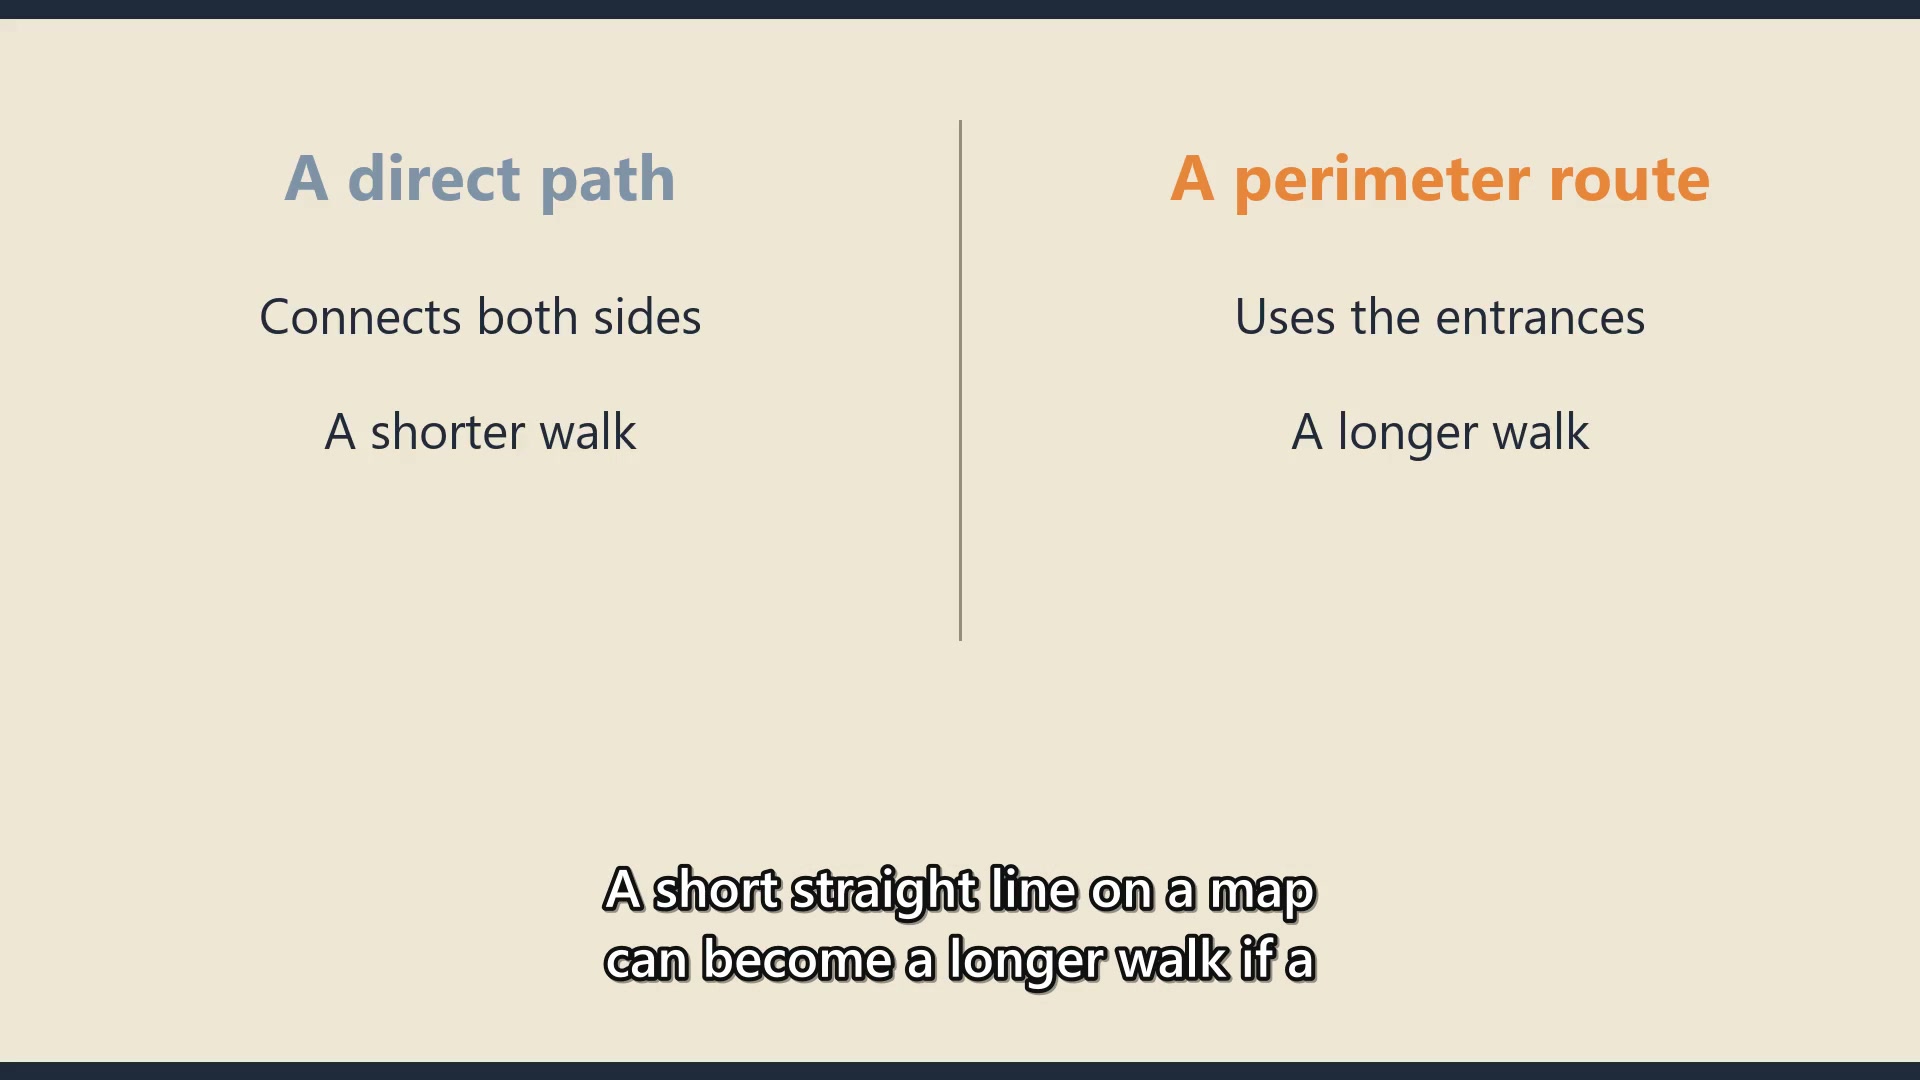 A direct path
Connects both sides
A shorter walk
A perimeter route
Uses the entrances
A longer walk
A short straight line on a map
can become a longer walk if a